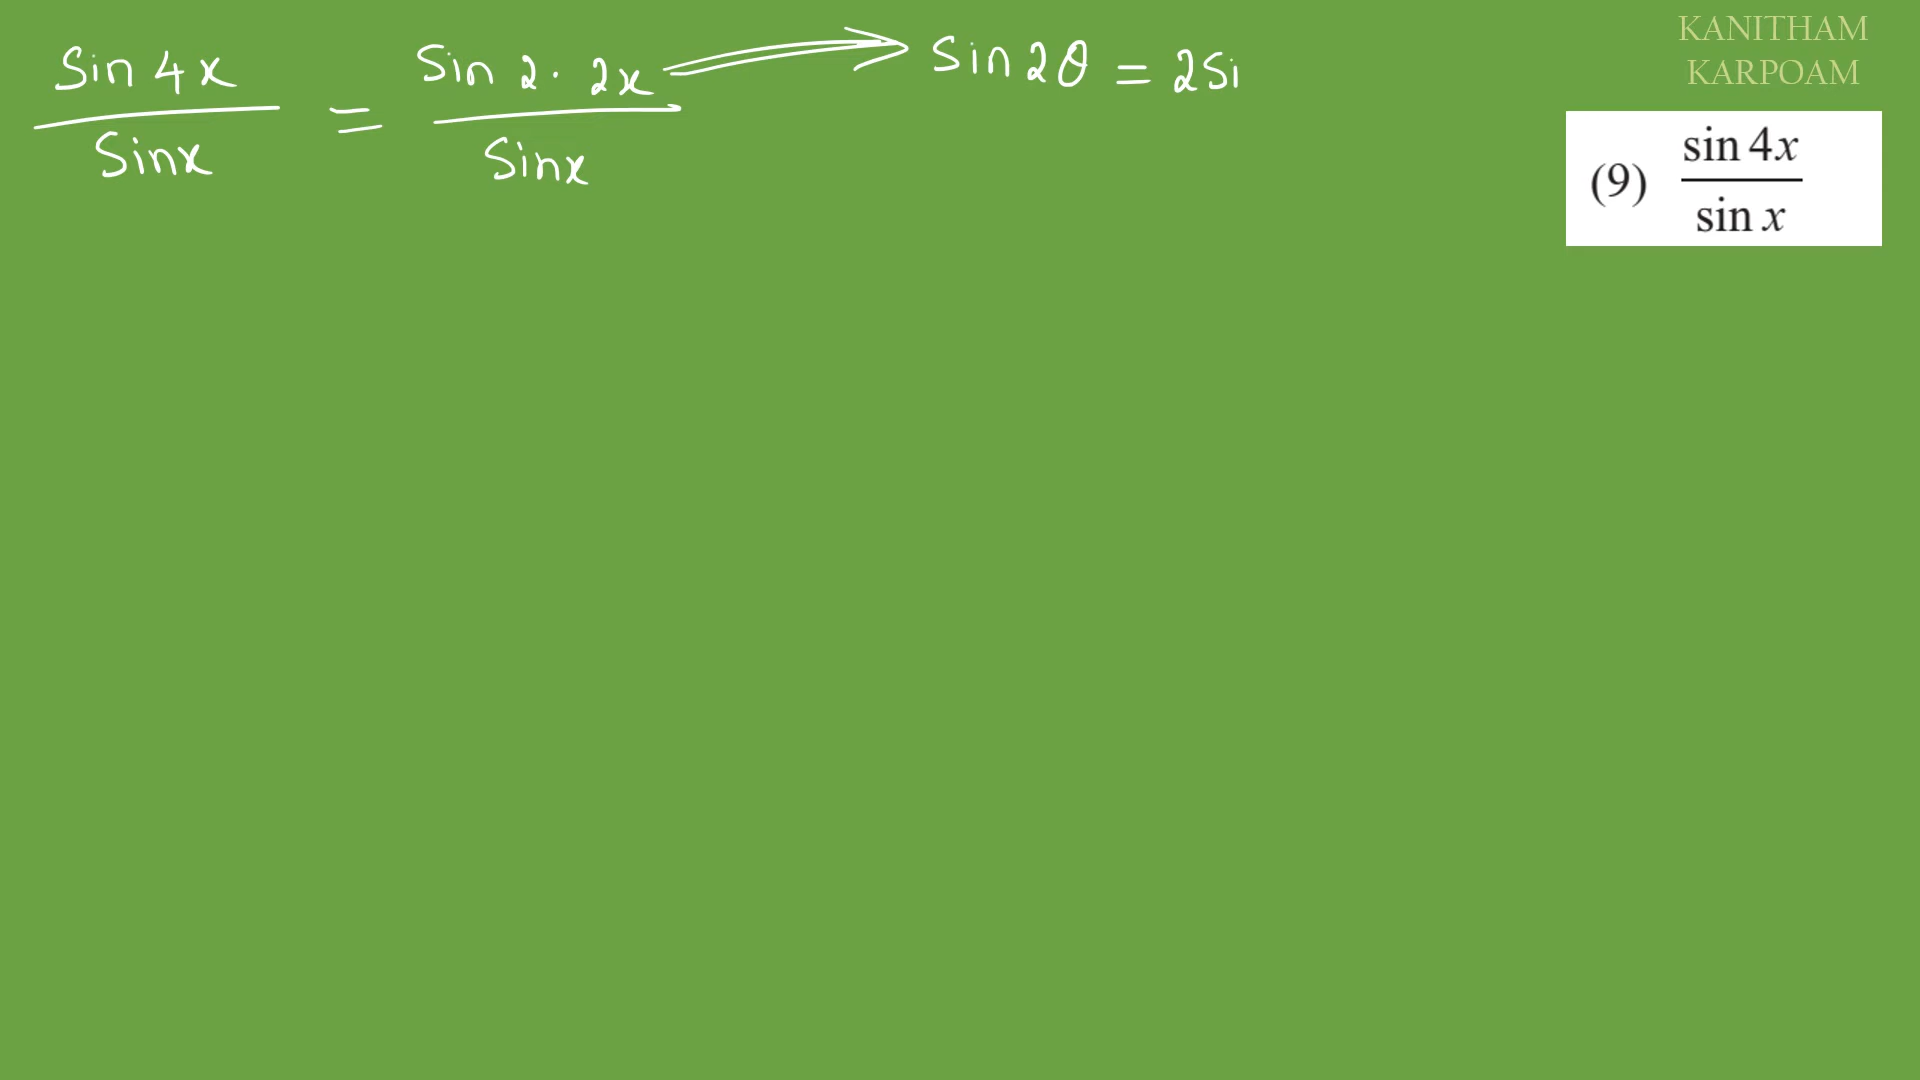 Sin 4x / Sinx = Sin 2 · 2x / Sinx ⟹ Sin 2θ = 2Si
KANITHAM
KARPOAM
(9) sin 4x / sin x